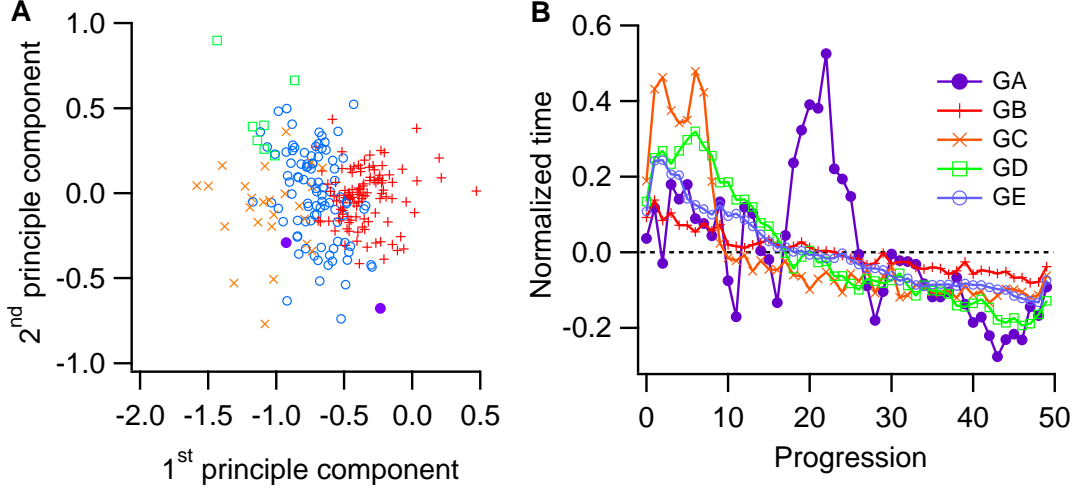 A
1.0
0.5
0.0
-0.5
-1.0
2nd principle component
-2.0 -1.5 -1.0 -0.5 0.0 0.5
1st principle component
B
0.6
0.4
0.2
0.0
-0.2
Normalized time
GA
GB
GC
GD
GE
0 10 20 30 40 50
Progression